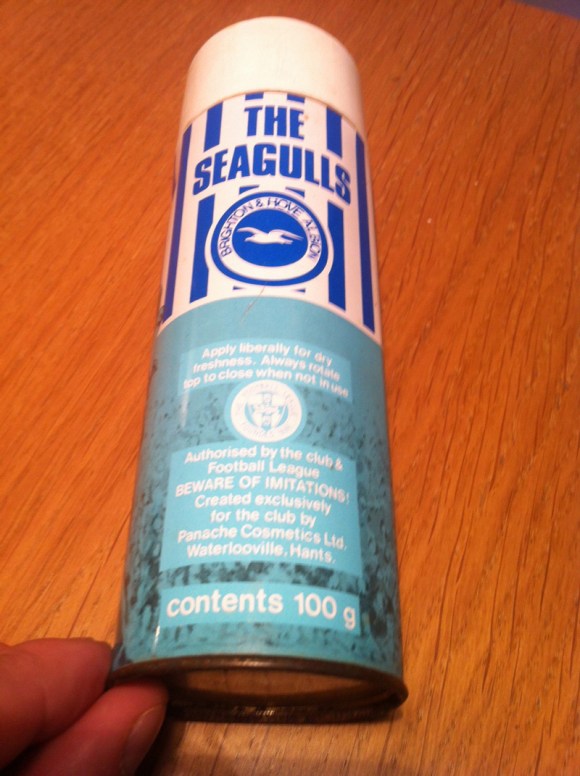 THE
SEAGULLS
BRIGHTON & HOVE ALBION
Apply liberally for dry
freshness. Always rotate
top to close when not in use
Authorised by the club &
Football League
BEWARE OF IMITATIONS!
Created exclusively
for the club by
Panache Cosmetics Ltd.
Waterlooville, Hants.
contents 100 g